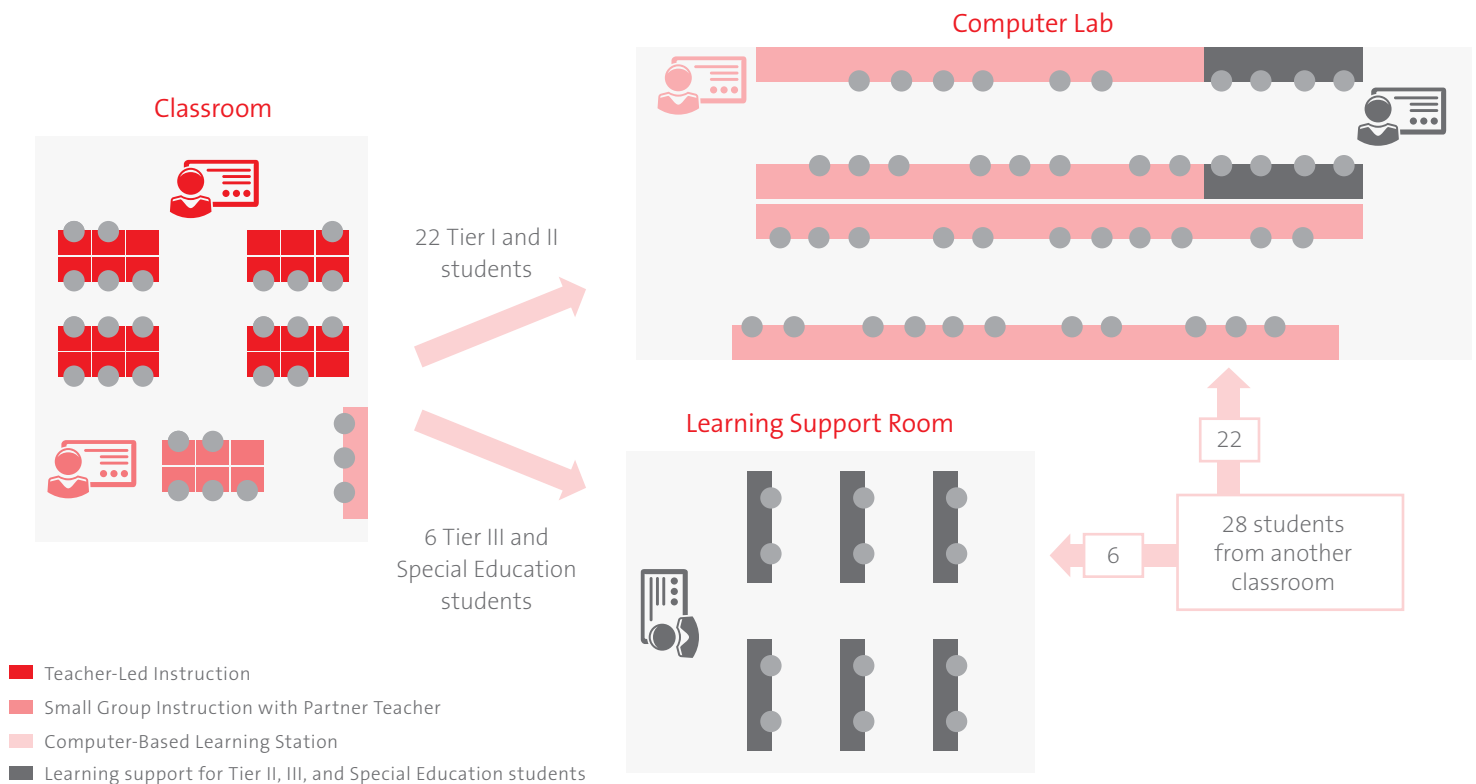 Computer Lab
Classroom
22 Tier I and II
students
Learning Support Room
22
6 Tier III and
Special Education
students
6
28 students
from another
classroom
Teacher-Led Instruction
Small Group Instruction with Partner Teacher
Computer-Based Learning Station
Learning support for Tier II, III, and Special Education students